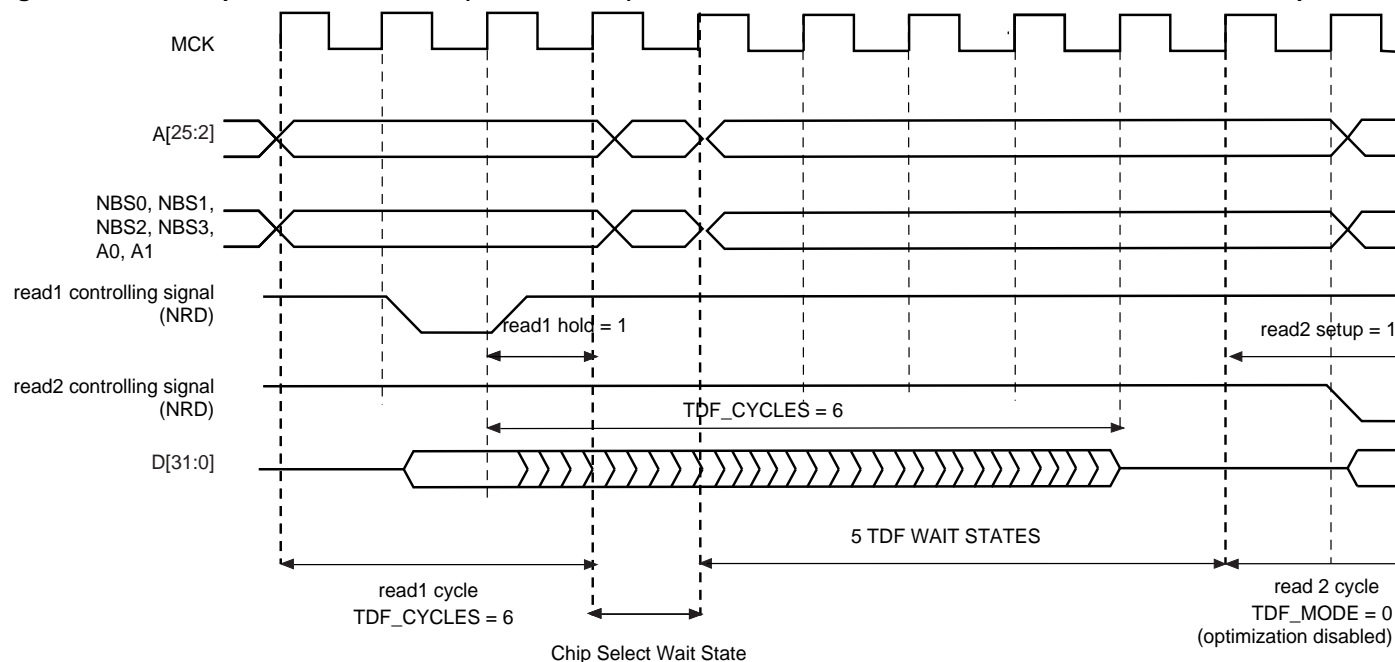 MCK
A[25:2]
NBS0, NBS1,
NBS2, NBS3,
A0, A1
read1 controlling signal
(NRD)
read1 hold = 1
read2 setup = 1
read2 controlling signal
(NRD)
TDF_CYCLES = 6
D[31:0]
5 TDF WAIT STATES
read1 cycle
TDF_CYCLES = 6
read 2 cycle
TDF_MODE = 0
(optimization disabled)
Chip Select Wait State